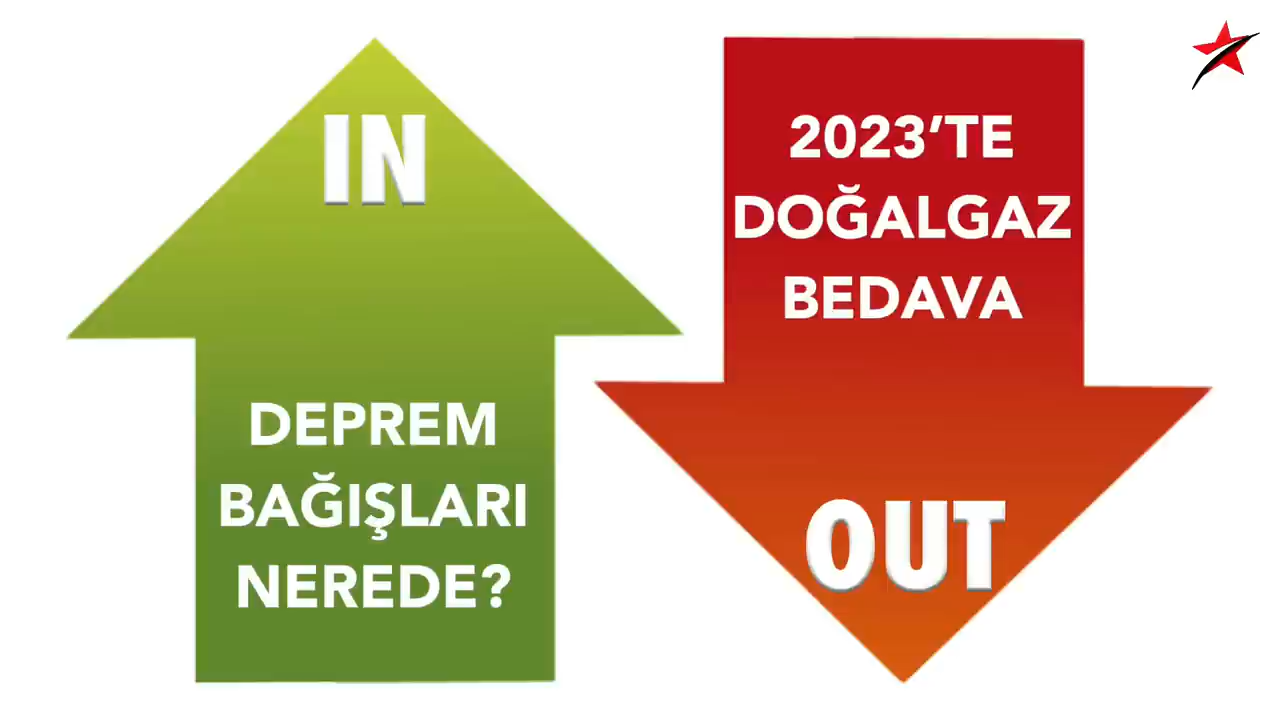 IN
DEPREM
BAĞIŞLARI
NEREDE?
2023’TE
DOĞALGAZ
BEDAVA
OUT